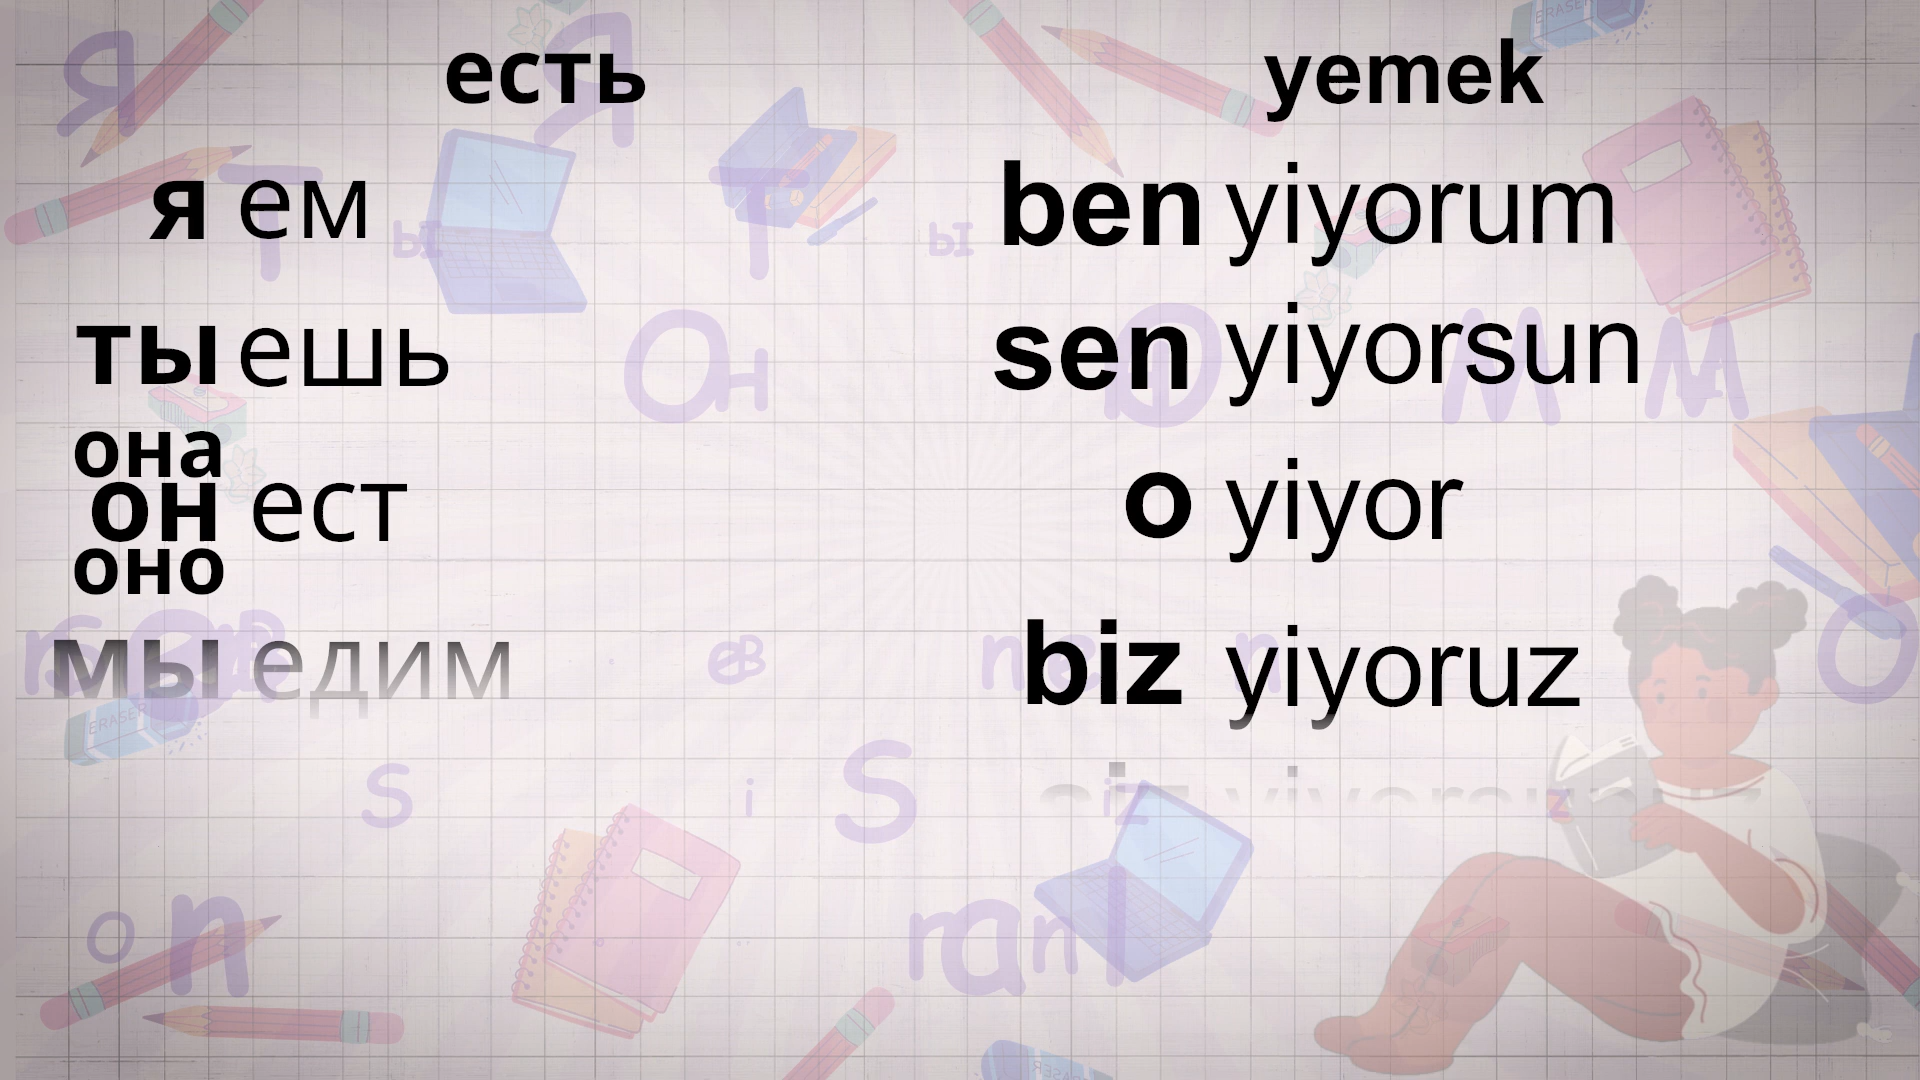 есть
я ем
ты ешь
она
он ест
оно
мы едим
yemek
ben yiyorum
sen yiyorsun
o yiyor
biz yiyoruz